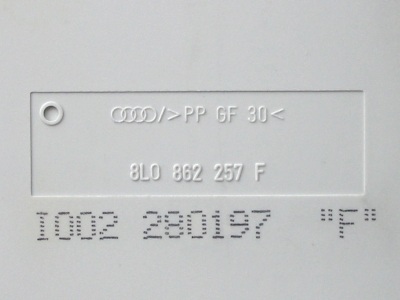 />PP GF 30<
8L0 862 257 F
I002 280197 "F"